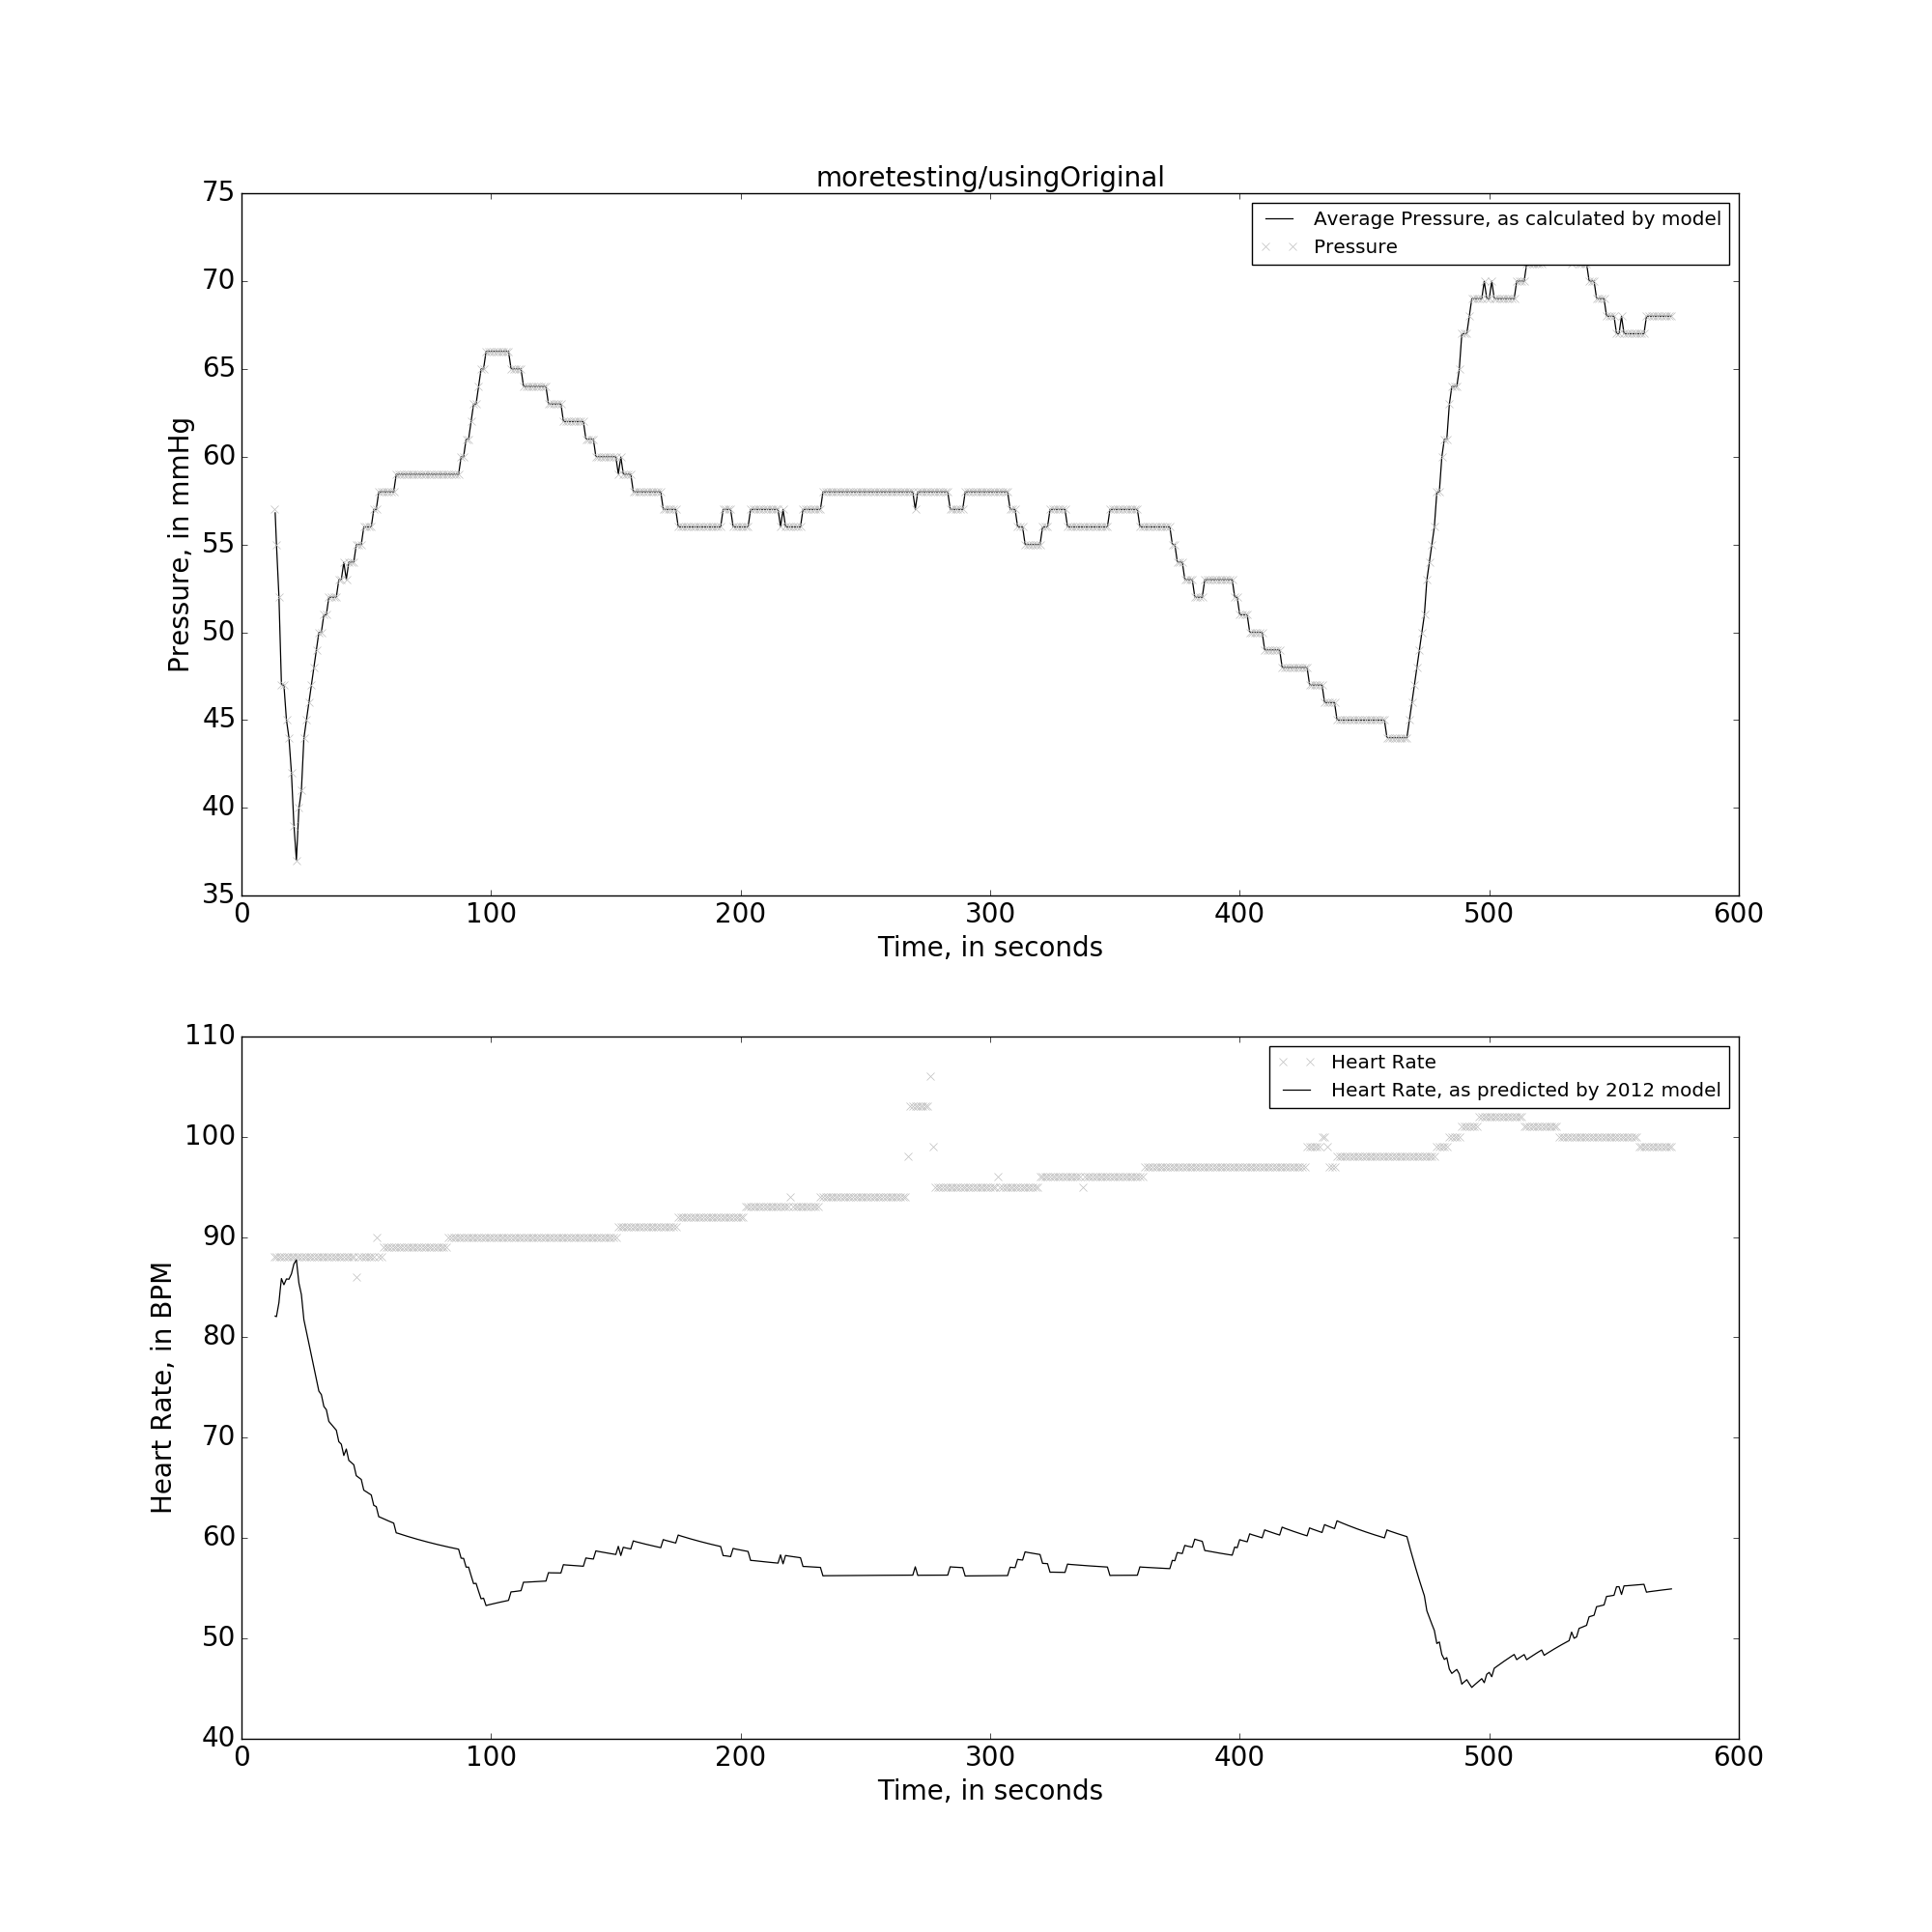 moretesting/usingOriginal
75
70
65
60
55
50
45
40
35
Pressure, in mmHg
Average Pressure, as calculated by model
Pressure
0 100 200 300 400 500 600
Time, in seconds
110
100
90
80
70
60
50
40
Heart Rate, in BPM
Heart Rate
Heart Rate, as predicted by 2012 model
0 100 200 300 400 500 600
Time, in seconds